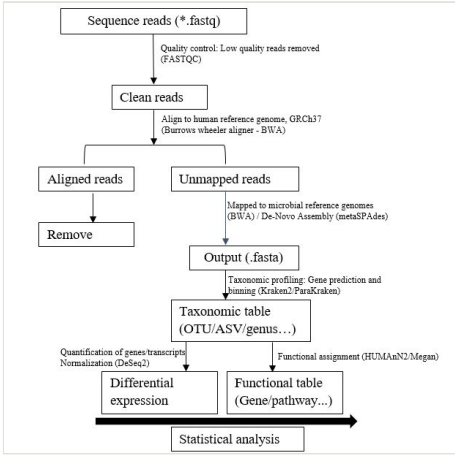 Sequence reads (*.fastq)
Quality control: Low quality reads removed
(FASTQC)
Clean reads
Align to human reference genome, GRCh37
(Burrows wheeler aligner - BWA)
Aligned reads
Unmapped reads
Mapped to microbial reference genomes
(BWA) / De-Novo Assembly (metaSPAdes)
Remove
Output (.fasta)
Taxonomic profiling: Gene prediction and
binning (Kraken2/ParaKraken)
Taxonomic table
(OTU/ASV/genus…)
Quantification of genes/transcripts
Normalization (DeSeq2)
Functional assignment (HUMAnN2/Megan)
Differential
expression
Functional table
(Gene/pathway...)
Statistical analysis